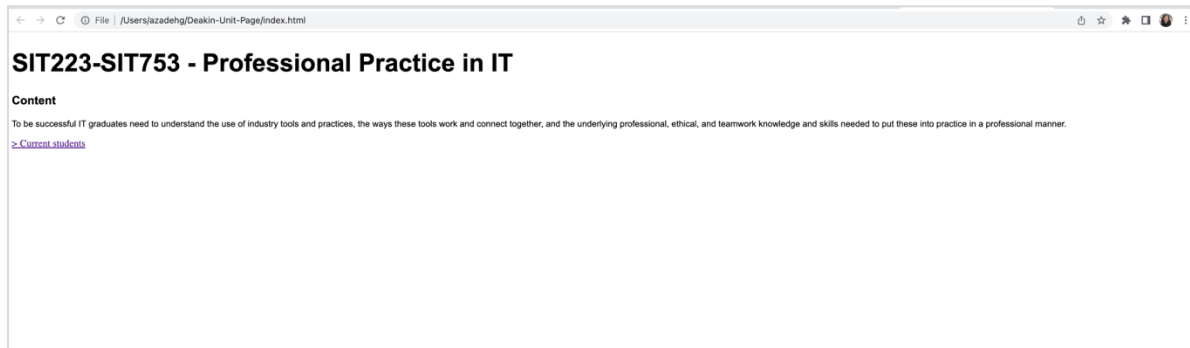 File | /Users/azadehg/Deakin-Unit-Page/index.html
SIT223-SIT753 - Professional Practice in IT
Content
To be successful IT graduates need to understand the use of industry tools and practices, the ways these tools work and connect together, and the underlying professional, ethical, and teamwork knowledge and skills needed to put these into practice in a professional manner.
> Current students